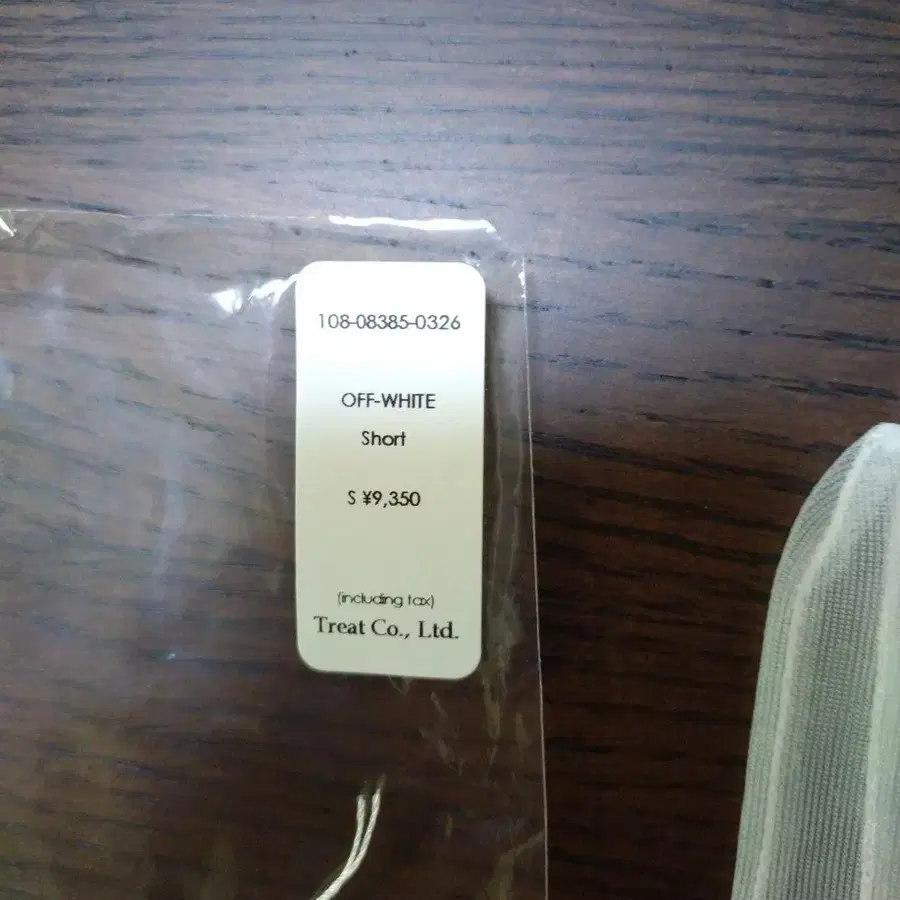 108-08385-0326
OFF-WHITE
Short
S ¥9,350
(including tax)
Treat Co., Ltd.